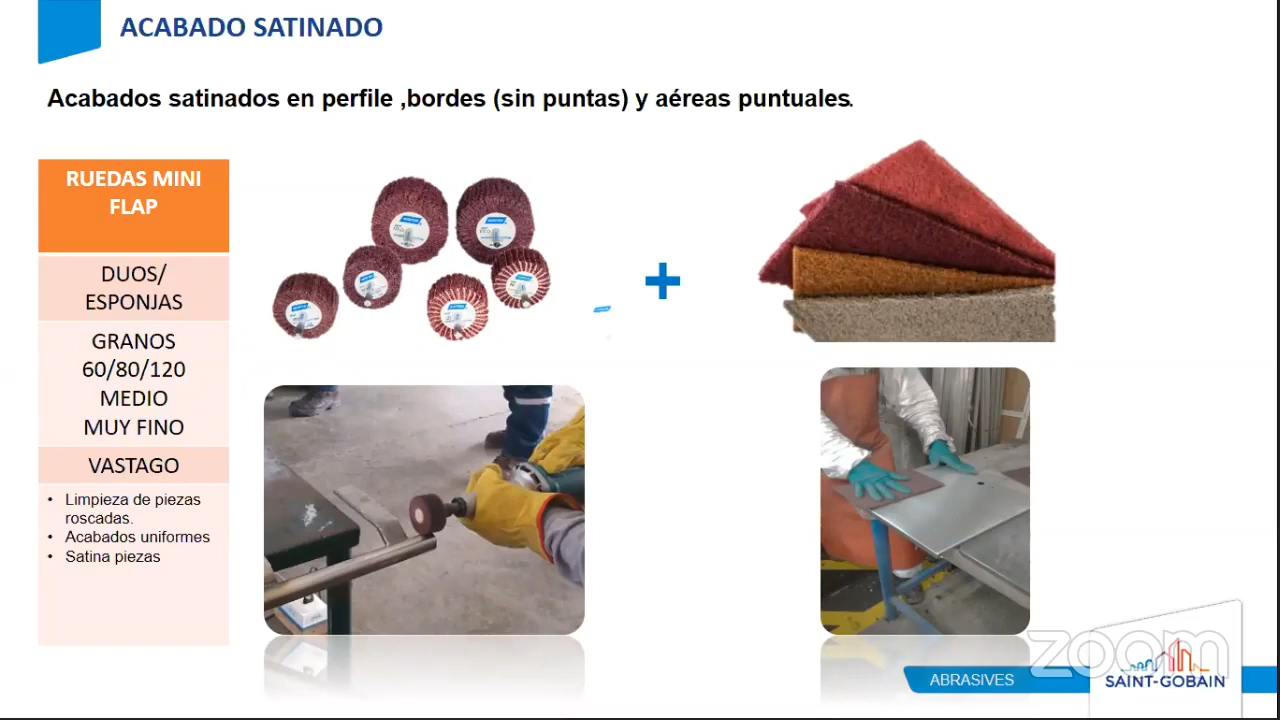 ACABADO SATINADO
Acabados satinados en perfile ,bordes (sin puntas) y aéreas puntuales.
RUEDAS MINI
FLAP
DUOS/
ESPONJAS
GRANOS
60/80/120
MEDIO
MUY FINO
VASTAGO
• Limpieza de piezas
roscadas.
• Acabados uniformes
• Satina piezas
+
zoom
ABRASIVES
SAINT-GOBAIN